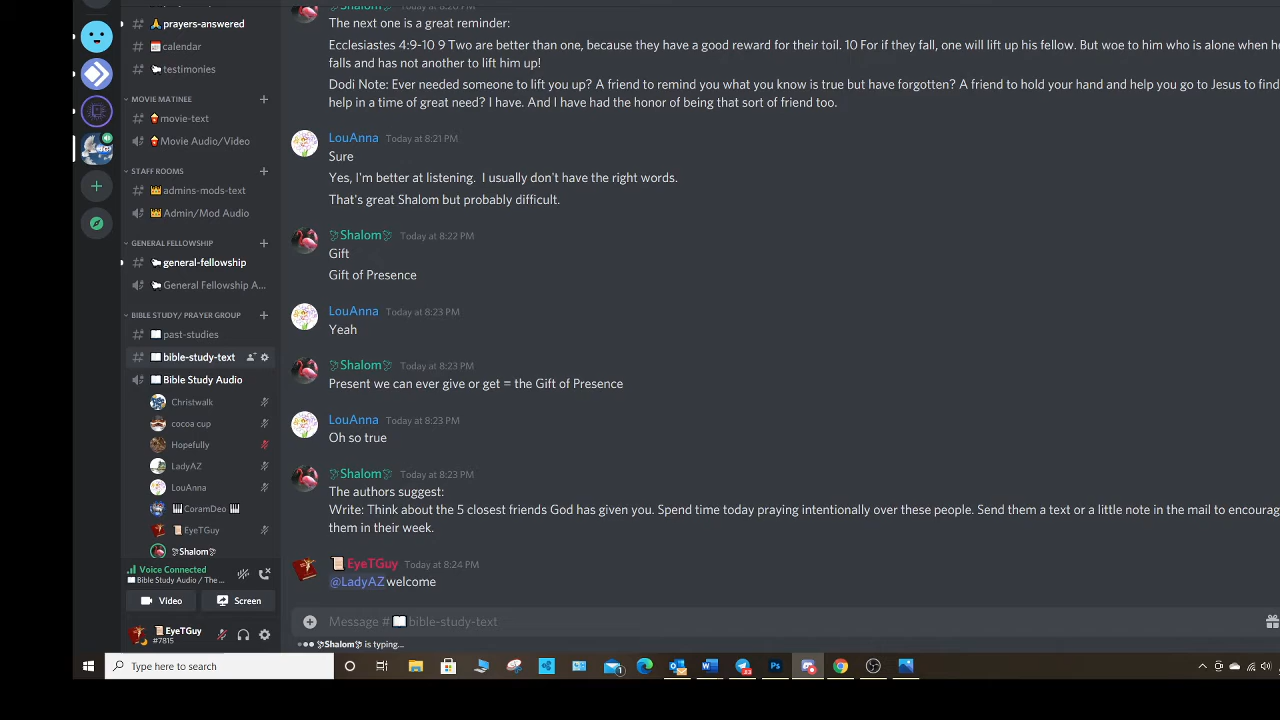 prayers-answered
calendar
testimonies
MOVIE MATINEE
movie-text
Movie Audio/Video
STAFF ROOMS
admins-mods-text
Admin/Mod Audio
GENERAL FELLOWSHIP
general-fellowship
General Fellowship A...
BIBLE STUDY/ PRAYER GROUP
past-studies
bible-study-text
Bible Study Audio
Christwalk
cocoa cup
Hopefully
LadyAZ
LouAnna
CoramDeo
EyeTGuy
Shalom
Voice Connected
Bible Study Audio / The ...
Video
Screen
EyeTGuy
#7815
Shalom Today at 8:20 PM
The next one is a great reminder:
Ecclesiastes 4:9-10 9 Two are better than one, because they have a good reward for their toil. 10 For if they fall, one will lift up his fellow. But woe to him who is alone when he
falls and has not another to lift him up!
Dodi Note: Ever needed someone to lift you up? A friend to remind you what you know is true but have forgotten? A friend to hold your hand and help you go to Jesus to find
help in a time of great need? I have. And I have had the honor of being that sort of friend too.
LouAnna Today at 8:21 PM
Sure
Yes, I'm better at listening. I usually don't have the right words.
That's great Shalom but probably difficult.
Shalom Today at 8:22 PM
Gift
Gift of Presence
LouAnna Today at 8:23 PM
Yeah
Shalom Today at 8:23 PM
Present we can ever give or get = the Gift of Presence
LouAnna Today at 8:23 PM
Oh so true
Shalom Today at 8:23 PM
The authors suggest:
Write: Think about the 5 closest friends God has given you. Spend time today praying intentionally over these people. Send them a text or a little note in the mail to encourag
them in their week.
EyeTGuy Today at 8:24 PM
@LadyAZ welcome
Message # bible-study-text
Shalom is typing...
Type here to search